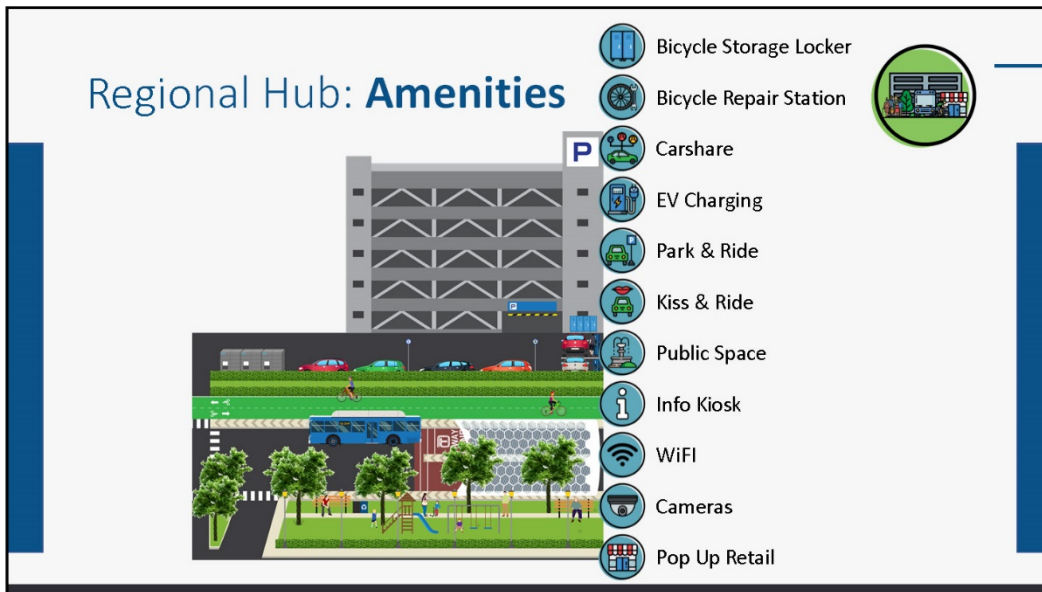 Regional Hub: Amenities
Bicycle Storage Locker
Bicycle Repair Station
Carshare
EV Charging
Park & Ride
Kiss & Ride
Public Space
Info Kiosk
WiFI
Cameras
Pop Up Retail
P
P